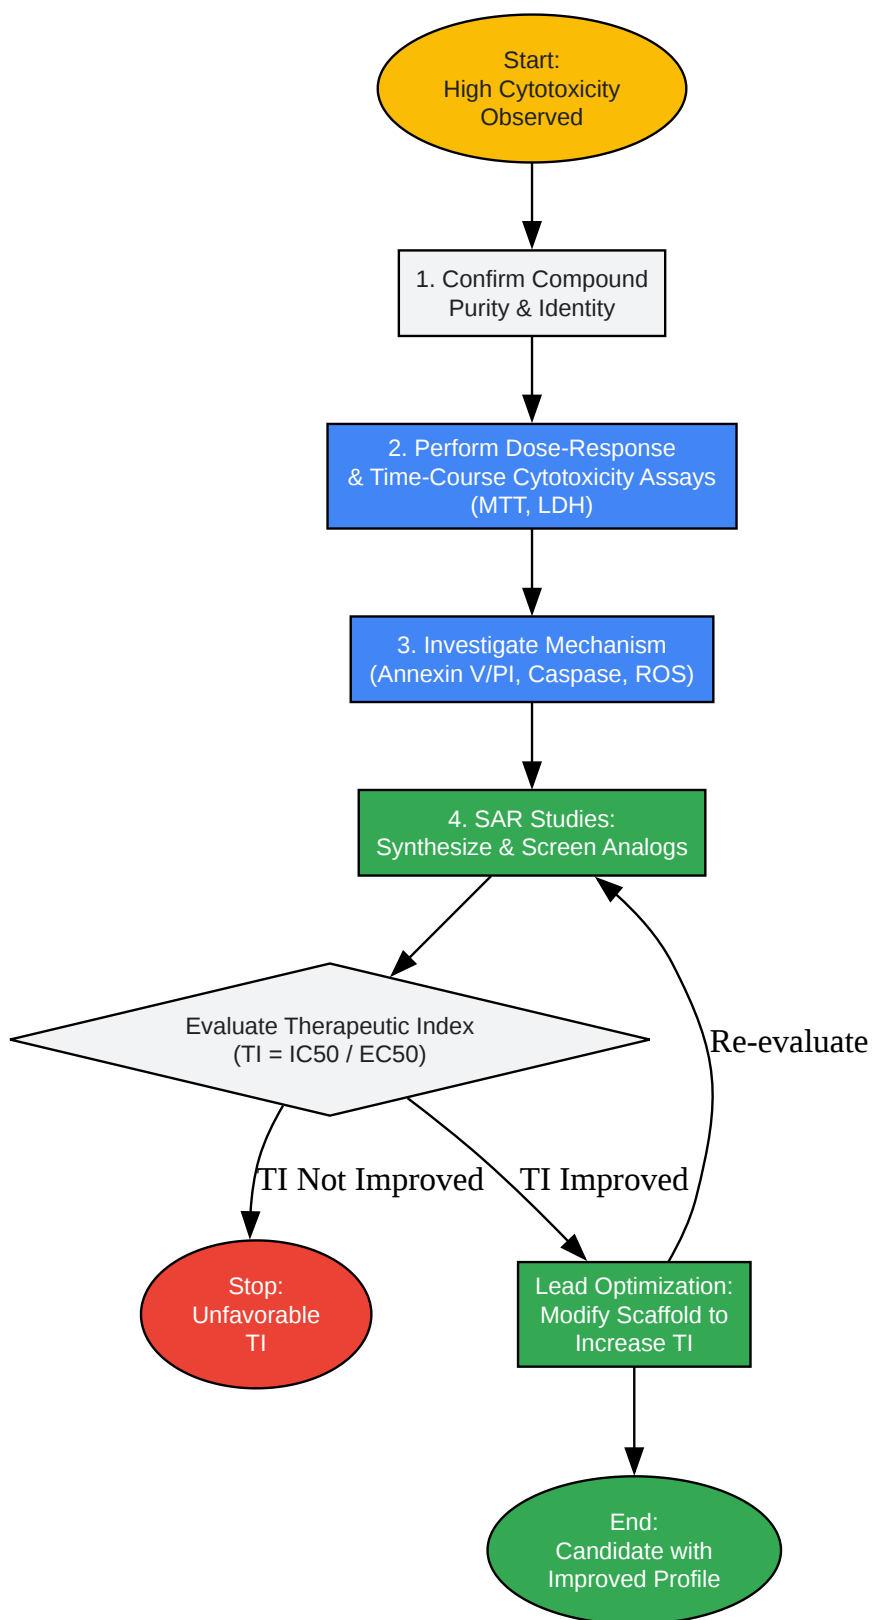 Start:
High Cytotoxicity
Observed
1. Confirm Compound
Purity & Identity
2. Perform Dose-Response
& Time-Course Cytotoxicity Assays
(MTT, LDH)
3. Investigate Mechanism
(Annexin V/PI, Caspase, ROS)
4. SAR Studies:
Synthesize & Screen Analogs
Evaluate Therapeutic Index
(TI = IC50 / EC50)
Re-evaluate
TI Not Improved
TI Improved
Stop:
Unfavorable
TI
Lead Optimization:
Modify Scaffold to
Increase TI
End:
Candidate with
Improved Profile